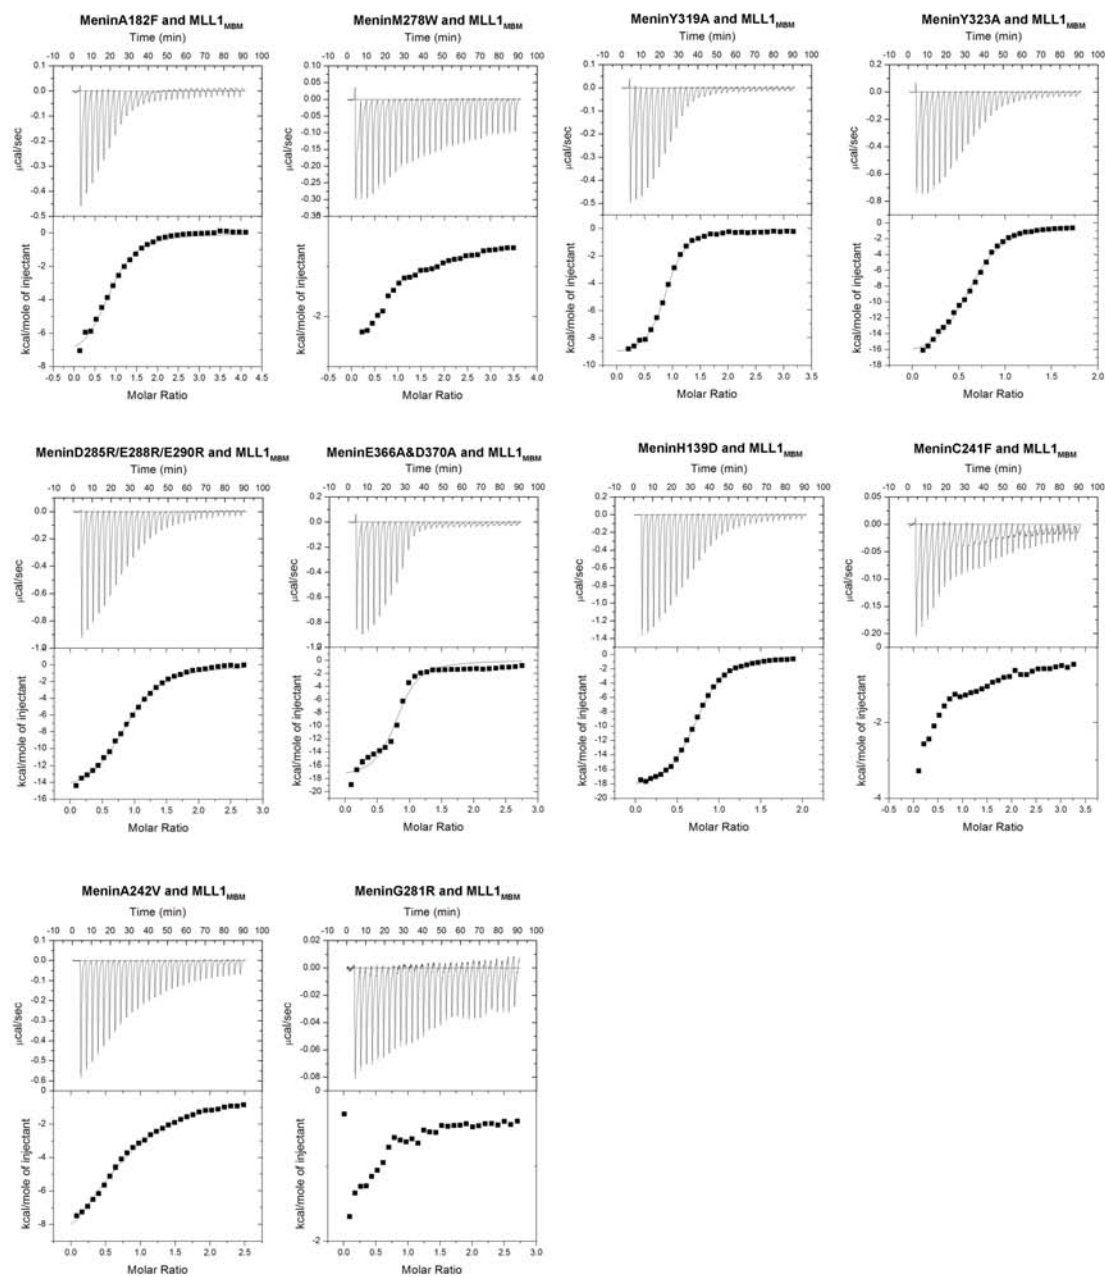 MeninA182F and MLL1MBM
Time (min)
-10 0 10 20 30 40 50 60 70 80 90 100
0.1
0.0
-0.1
-0.2
-0.3
-0.4
-0.5
µcal/sec
0
-2
-4
-6
-8
kcal/mole of injectant
-0.5 0.0 0.5 1.0 1.5 2.0 2.5 3.0 3.5 4.0 4.5
Molar Ratio
MeninM278W and MLL1MBM
Time (min)
-10 0 10 20 30 40 50 60 70 80 90 100
0.10
0.05
0.00
-0.05
-0.10
-0.15
-0.20
-0.25
-0.30
µcal/sec
-2
kcal/mole of injectant
-0.5 0.0 0.5 1.0 1.5 2.0 2.5 3.0 3.5 4.0
Molar Ratio
MeninY319A and MLL1MBM
Time (min)
-10 0 10 20 30 40 50 60 70 80 90 100
0.1
0.0
-0.1
-0.2
-0.3
-0.4
-0.5
µcal/sec
0
-2
-4
-6
-8
-10
kcal/mole of injectant
-0.5 0.0 0.5 1.0 1.5 2.0 2.5 3.0 3.5
Molar Ratio
MeninY323A and MLL1MBM
Time (min)
-10 0 10 20 30 40 50 60 70 80 90 100
0.2
0.0
-0.2
-0.4
-0.6
-0.8
µcal/sec
0
-2
-4
-6
-8
-10
-12
-14
-16
-18
kcal/mole of injectant
0.0 0.5 1.0 1.5 2.0
Molar Ratio
MeninD285R/E288R/E290R and MLL1MBM
Time (min)
-10 0 10 20 30 40 50 60 70 80 90 100
0.2
0.0
-0.2
-0.4
-0.6
-0.8
µcal/sec
0
-2
-4
-6
-8
-10
-12
-14
-16
kcal/mole of injectant
0.0 0.5 1.0 1.5 2.0 2.5 3.0
Molar Ratio
MeninE366A&D370A and MLL1MBM
Time (min)
-10 0 10 20 30 40 50 60 70 80 90 100
0.2
0.0
-0.2
-0.4
-0.6
-0.8
µcal/sec
0
-2
-4
-6
-8
-10
-12
-14
-16
-18
-20
kcal/mole of injectant
-0.5 0.0 0.5 1.0 1.5 2.0 2.5 3.0
Molar Ratio
MeninH139D and MLL1MBM
Time (min)
-10 0 10 20 30 40 50 60 70 80 90 100
0.2
0.0
-0.2
-0.4
-0.6
-0.8
-1.0
-1.2
-1.4
µcal/sec
0
-2
-4
-6
-8
-10
-12
-14
-16
-18
-20
kcal/mole of injectant
0.0 0.5 1.0 1.5 2.0
Molar Ratio
MeninC241F and MLL1MBM
Time (min)
-10 0 10 20 30 40 50 60 70 80 90 100
0.05
0.00
-0.05
-0.10
-0.15
-0.20
µcal/sec
0
-2
-4
kcal/mole of injectant
-0.5 0.0 0.5 1.0 1.5 2.0 2.5 3.0 3.5
Molar Ratio
MeninA242V and MLL1MBM
Time (min)
-10 0 10 20 30 40 50 60 70 80 90 100
0.1
0.0
-0.1
-0.2
-0.3
-0.4
-0.5
-0.6
µcal/sec
0
-2
-4
-6
-8
kcal/mole of injectant
0.0 0.5 1.0 1.5 2.0 2.5
Molar Ratio
MeninG281R and MLL1MBM
Time (min)
-10 0 10 20 30 40 50 60 70 80 90 100
0.02
0.00
-0.02
-0.04
-0.06
-0.08
µcal/sec
0
-2
kcal/mole of injectant
-0.5 0.0 0.5 1.0 1.5 2.0 2.5 3.0
Molar Ratio